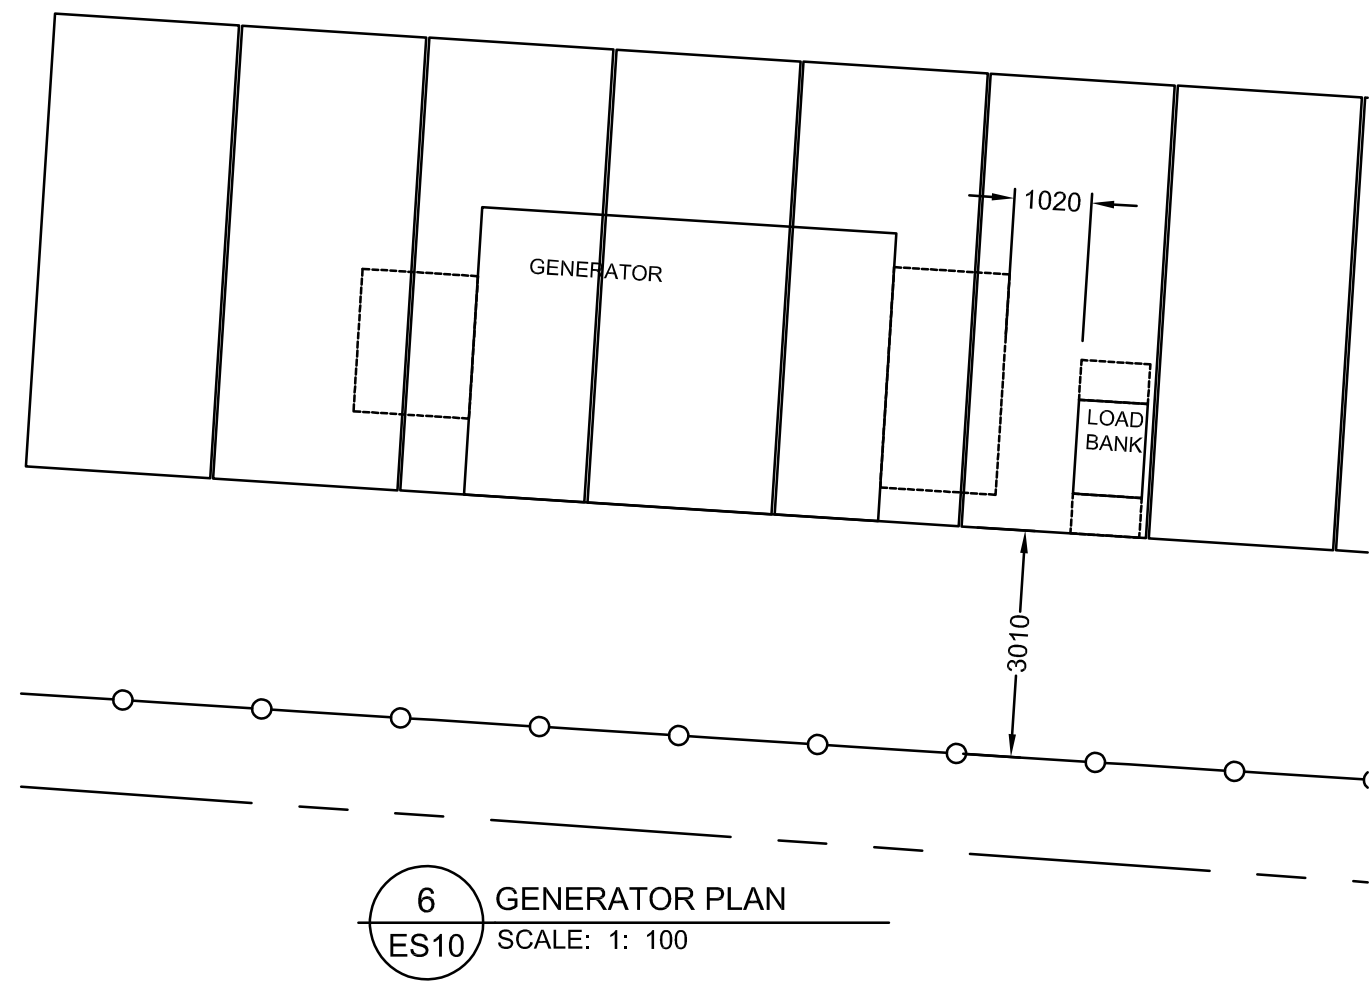 1020
GENERATOR
LOAD
BANK
3010
6
GENERATOR PLAN
ES10
SCALE: 1: 100